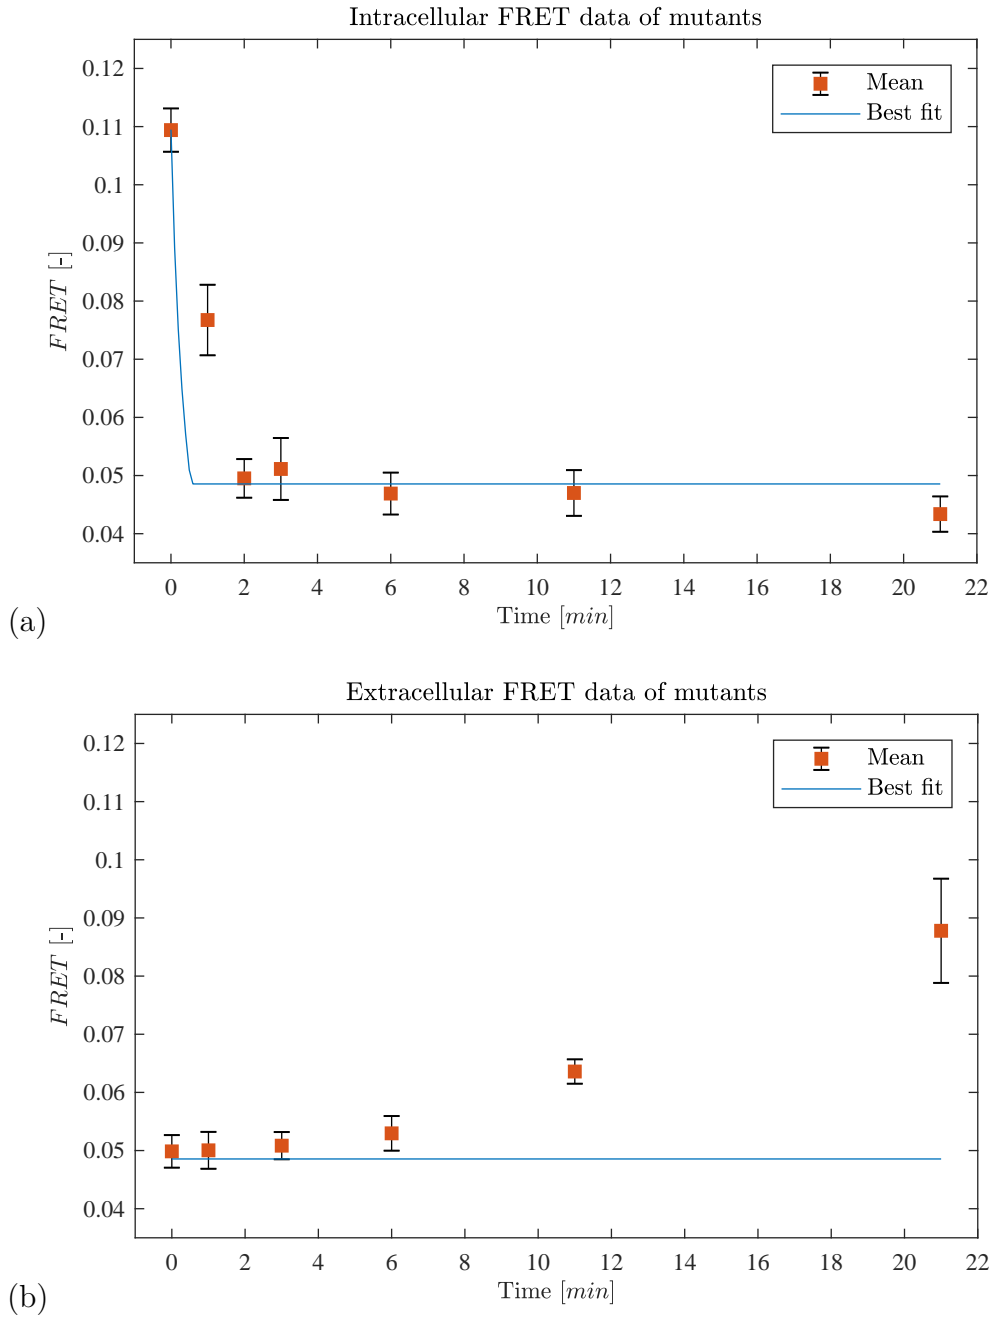 Intracellular FRET data of mutants
0.12
0.11
0.1
0.09
0.08
0.07
0.06
0.05
0.04
FRET [-]
Mean
Best fit
0 2 4 6 8 10 12 14 16 18 20 22
Time [min]
(a)
Extracellular FRET data of mutants
0.12
0.11
0.1
0.09
0.08
0.07
0.06
0.05
0.04
FRET [-]
Mean
Best fit
0 2 4 6 8 10 12 14 16 18 20 22
Time [min]
(b)